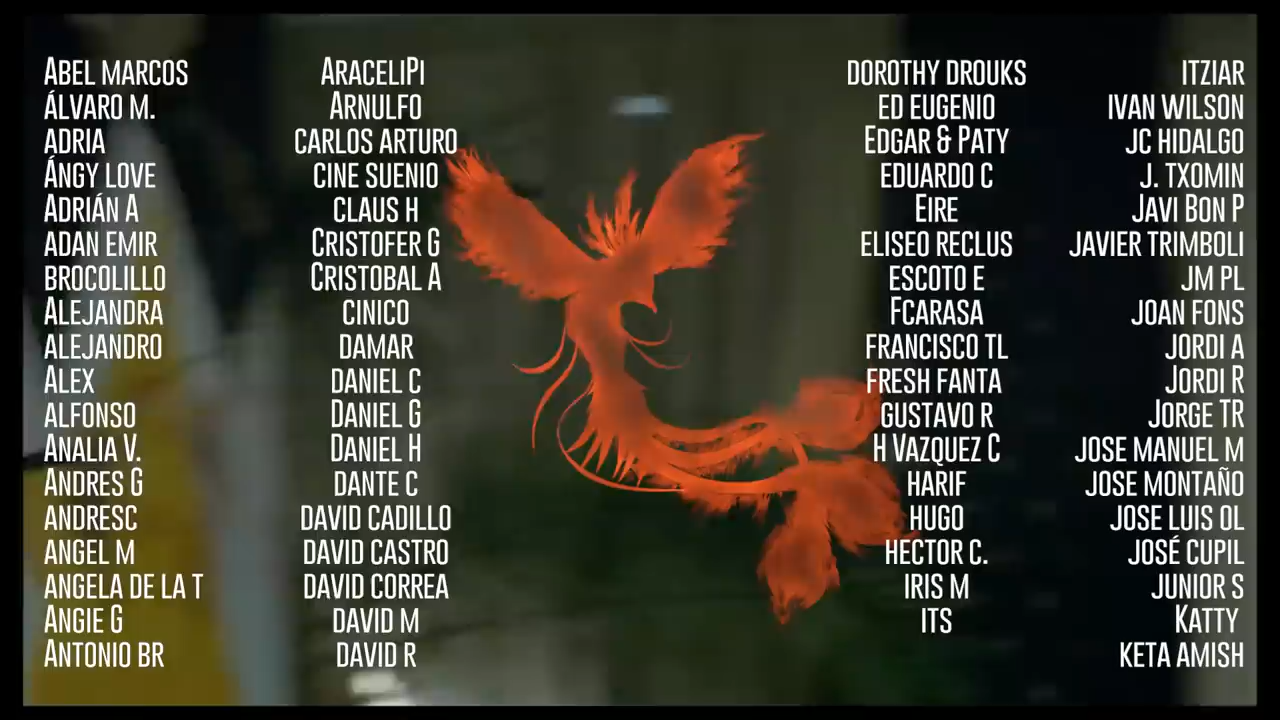 Abel marcos
Álvaro M.
adria
Ángy love
Adrián A
adan emir
brocolillo
Alejandra
alejandro
Alex
alfonso
Analia V.
Andres G
andresc
angel m
angela de la t
Angie G
Antonio br
AraceliPi
Arnulfo
carlos arturo
cine suenio
claus h
Cristofer G
Cristobal A
cinico
damar
daniel c
Daniel G
Daniel H
dante c
david cadillo
david castro
david correa
david m
david r
dorothy drouks
ed eugenio
Edgar & Paty
eduardo c
Eire
eliseo reclus
escoto e
Fcarasa
francisco tl
fresh fanta
gustavo r
H Vazquez C
harif
hugo
hector c.
iris m
its
itziar
ivan wilson
jc hidalgo
j. txomin
Javi Bon P
javier trimboli
jm pl
joan fons
jordi a
Jordi R
Jorge TR
jose manuel m
jose montaño
jose luis ol
josé cupil
junior s
Katty
keta amish